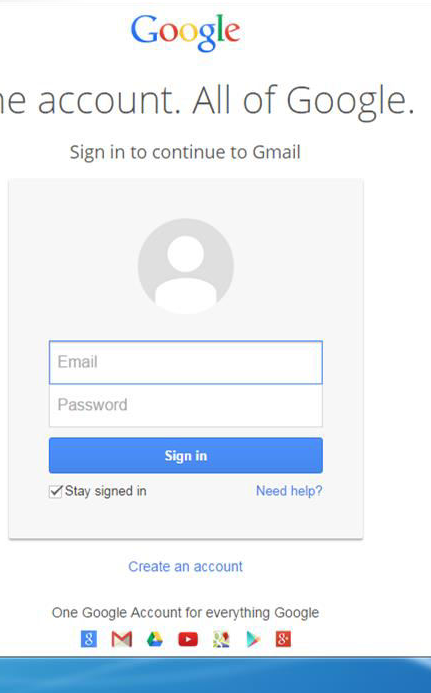 Google
ne account. All of Google.
Sign in to continue to Gmail
Email
Password
Sign in
Stay signed in Need help?
Create an account
One Google Account for everything Google